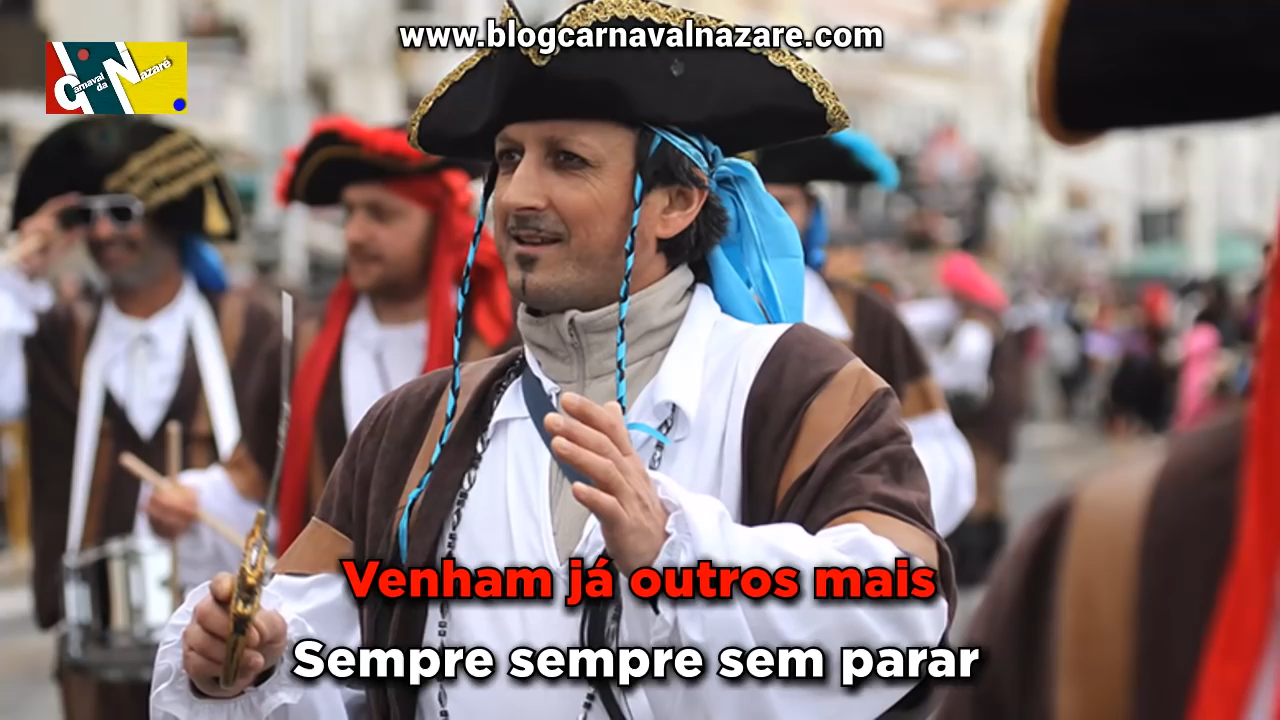 www.blogcarnavalnazare.com
Carnaval
da
Nazaré
Venham já outros mais
Sempre sempre sem parar